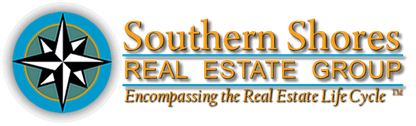 Southern Shores
REAL ESTATE GROUP
Encompassing the Real Estate Life Cycle ™